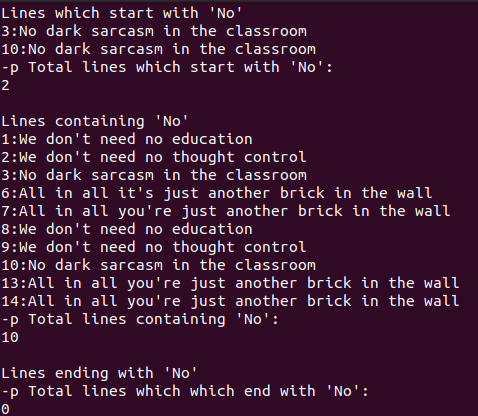 Lines which start with 'No'
3:No dark sarcasm in the classroom
10:No dark sarcasm in the classroom
-p Total lines which start with 'No':
2

Lines containing 'No'
1:We don't need no education
2:We don't need no thought control
3:No dark sarcasm in the classroom
6:All in all it's just another brick in the wall
7:All in all you're just another brick in the wall
8:We don't need no education
9:We don't need no thought control
10:No dark sarcasm in the classroom
13:All in all you're just another brick in the wall
14:All in all you're just another brick in the wall
-p Total lines containing 'No':
10

Lines ending with 'No'
-p Total lines which which end with 'No':
0